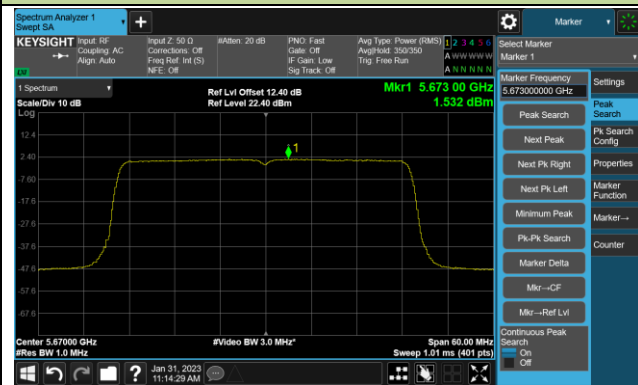 Spectrum Analyzer 1
Swept SA
Marker
KEYSIGHT
Input: RF
Coupling: AC
Align: Auto
Input Z: 50 Ω
Corrections: Off
Freq Ref: Int (S)
NFE: Off
#Atten: 20 dB
PNO: Fast
Gate: Off
IF Gain: Low
Sig Track: Off
Avg Type: Power (RMS)
Avg|Hold: 350/350
Trig: Free Run
1 2 3 4 5 6
A W W W W W
A N N N N N
LXI
Select Marker
Marker 1
1 Spectrum
Scale/Div 10 dB
Log
Ref Lvl Offset 12.40 dB
Ref Level 22.40 dBm
Mkr1 5.673 00 GHz
1.532 dBm
12.4
2.40
-7.60
-17.6
-27.6
-37.6
-47.6
-57.6
-67.6
1
Center 5.67000 GHz
#Res BW 1.0 MHz
#Video BW 3.0 MHz*
Span 60.00 MHz
Sweep 1.01 ms (401 pts)
Marker Frequency
5.673000000 GHz
Peak Search
Next Peak
Next Pk Right
Next Pk Left
Minimum Peak
Pk-Pk Search
Marker Delta
Mkr→CF
Mkr→Ref Lvl
Continuous Peak
Search
On
Off
Settings
Peak
Search
Pk Search
Config
Properties
Marker
Function
Marker→
Counter
Jan 31, 2023
11:14:29 AM